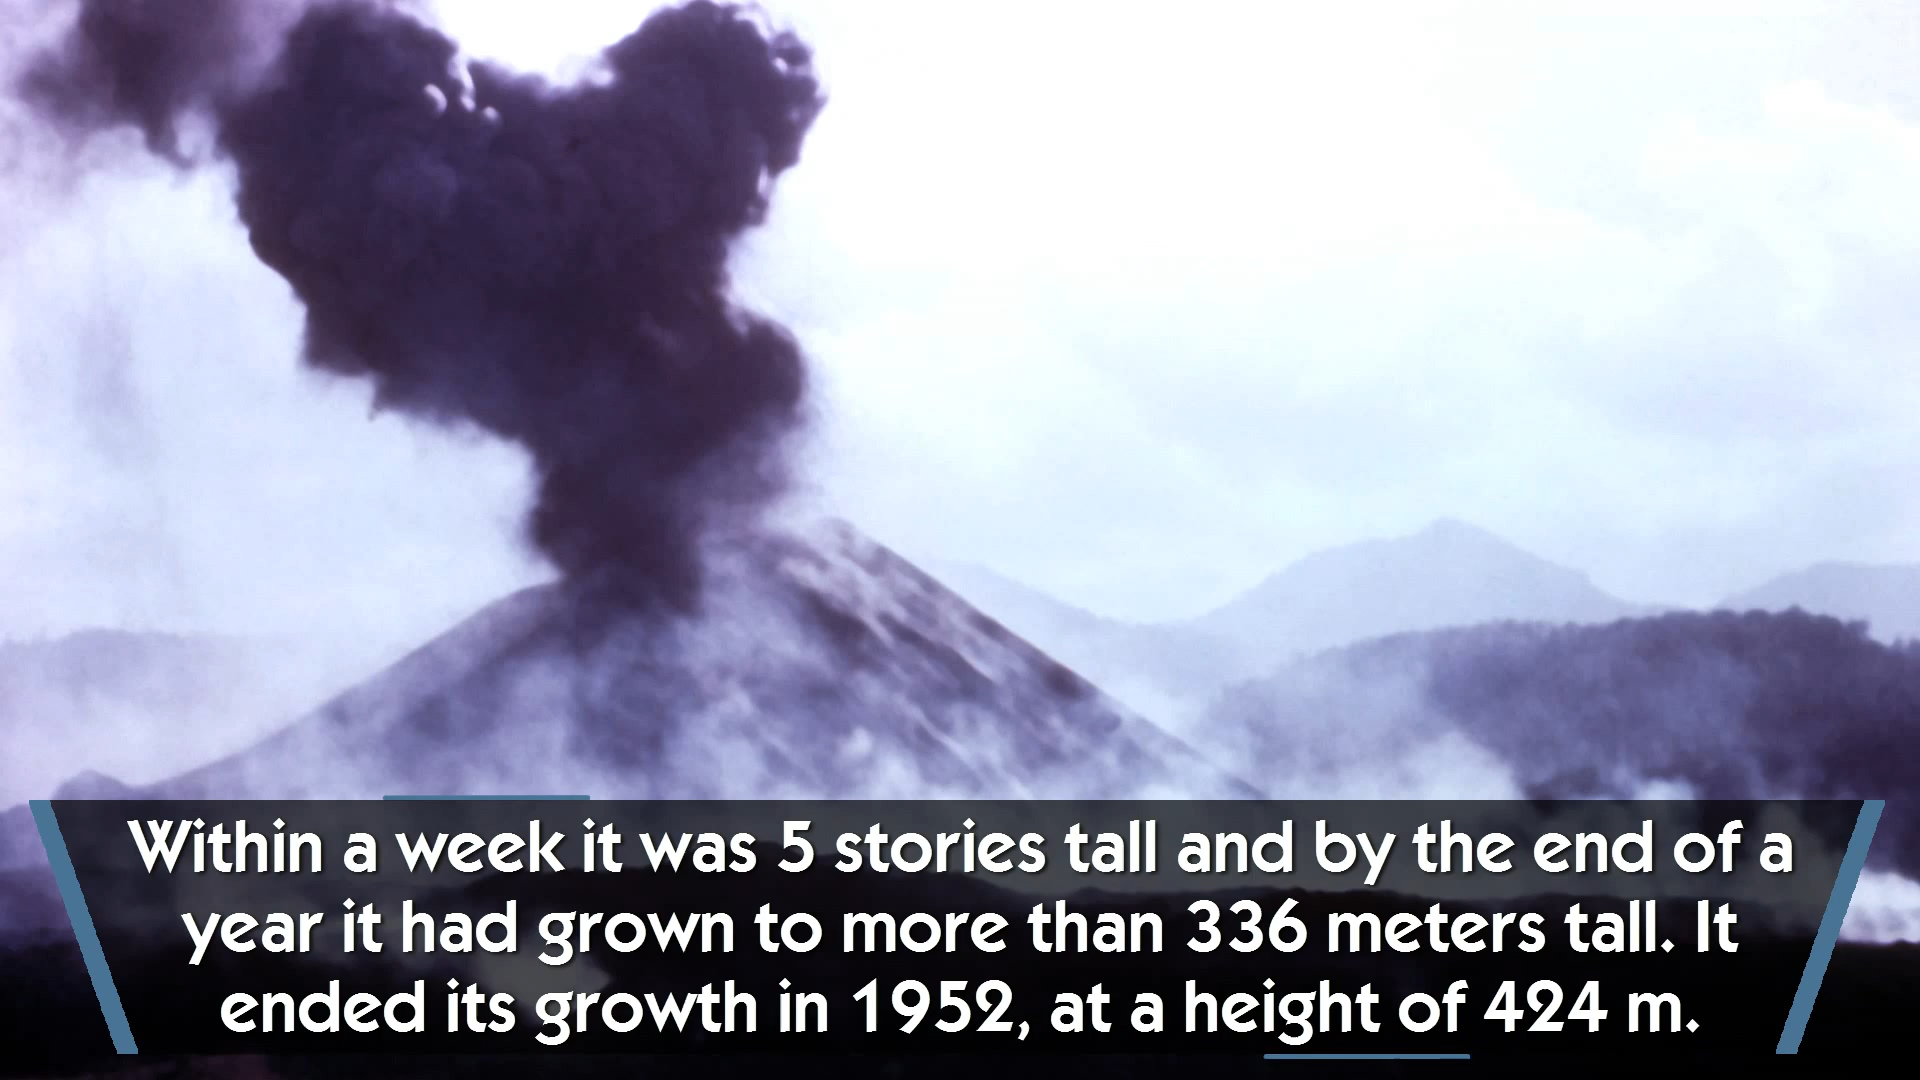 Within a week it was 5 stories tall and by the end of a
year it had grown to more than 336 meters tall. It
ended its growth in 1952, at a height of 424 m.